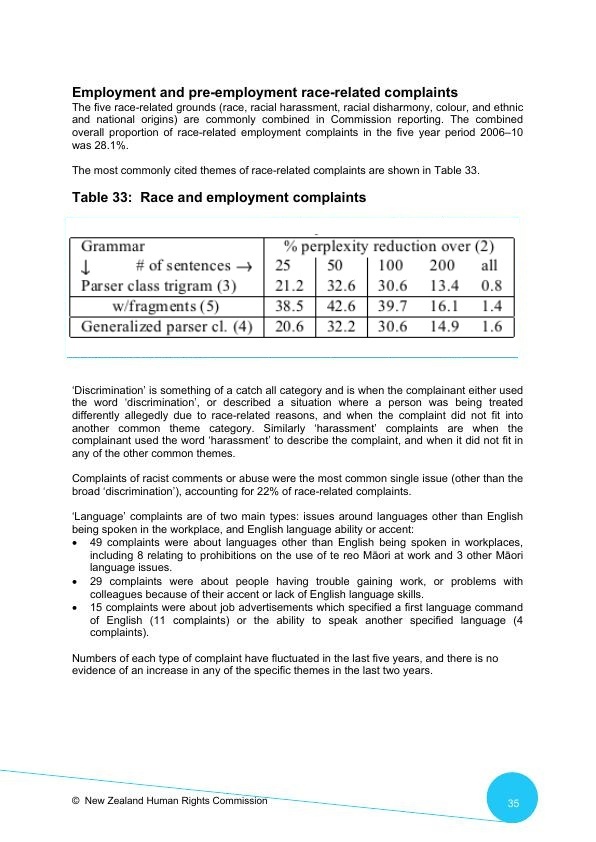 Employment and pre-employment race-related complaints
The five race-related grounds (race, racial harassment, racial disharmony, colour, and ethnic
and national origins) are commonly combined in Commission reporting. The combined
overall proportion of race-related employment complaints in the five year period 2006–10
was 28.1%.
The most commonly cited themes of race-related complaints are shown in Table 33.
Table 33: Race and employment complaints
Grammar % perplexity reduction over (2)
↓ # of sentences → 25 50 100 200 all
Parser class trigram (3) 21.2 32.6 30.6 13.4 0.8
w/fragments (5) 38.5 42.6 39.7 16.1 1.4
Generalized parser cl. (4) 20.6 32.2 30.6 14.9 1.6
‘Discrimination’ is something of a catch all category and is when the complainant either used
the word ‘discrimination’, or described a situation where a person was being treated
differently allegedly due to race-related reasons, and when the complaint did not fit into
another common theme category. Similarly ‘harassment’ complaints are when the
complainant used the word ‘harassment’ to describe the complaint, and when it did not fit in
any of the other common themes.
Complaints of racist comments or abuse were the most common single issue (other than the
broad ‘discrimination’), accounting for 22% of race-related complaints.
‘Language’ complaints are of two main types: issues around languages other than English
being spoken in the workplace, and English language ability or accent:
• 49 complaints were about languages other than English being spoken in workplaces,
including 8 relating to prohibitions on the use of te reo Māori at work and 3 other Māori
language issues.
• 29 complaints were about people having trouble gaining work, or problems with
colleagues because of their accent or lack of English language skills.
• 15 complaints were about job advertisements which specified a first language command
of English (11 complaints) or the ability to speak another specified language (4
complaints).
Numbers of each type of complaint have fluctuated in the last five years, and there is no
evidence of an increase in any of the specific themes in the last two years.
© New Zealand Human Rights Commission
35